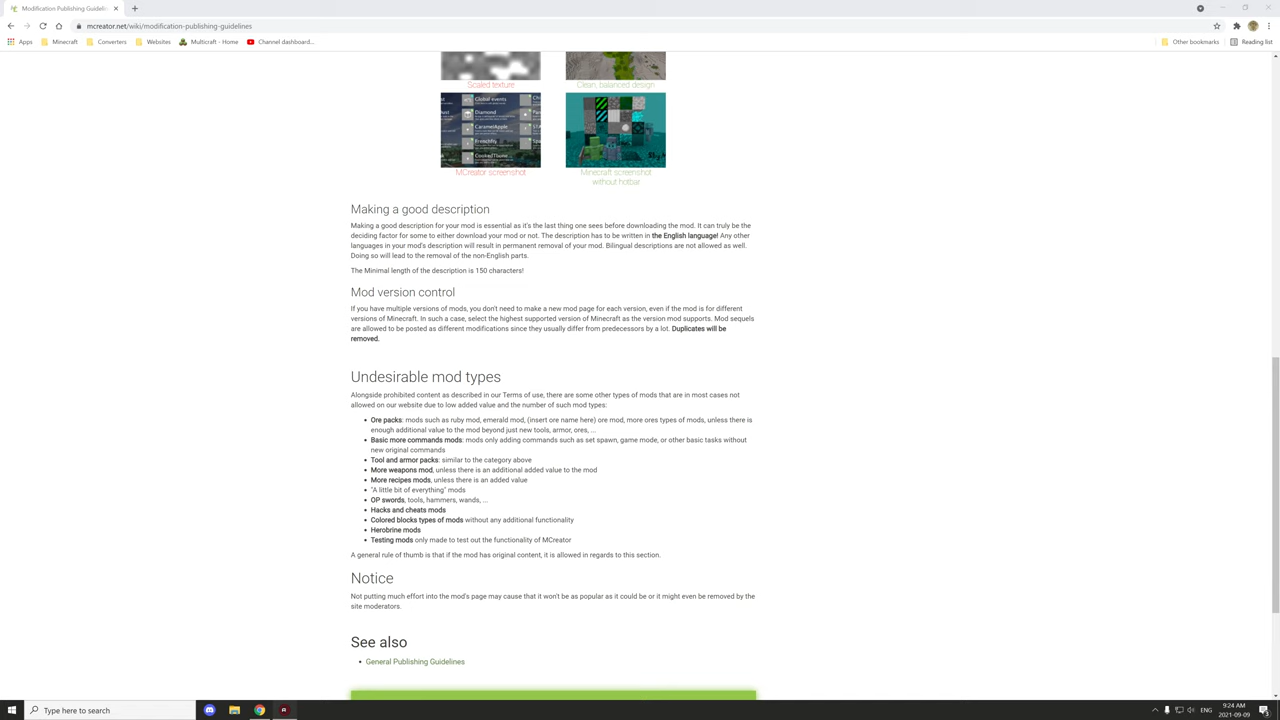 Modification Publishing Guideli
mcreator.net/wiki/modification-publishing-guidelines
Apps Minecraft Converters Websites Multicraft - Home Channel dashboard... Other bookmarks Reading list
Scaled texture Clean, balanced design
Global events
Diamond
CaramelApple
Frenchfry
CookedThame...
MCreator screenshot Minecraft screenshot
without hotbar
Making a good description
Making a good description for your mod is essential as it's the last thing one sees before downloading the mod. It can truly be the
deciding factor for some to either download your mod or not. The description has to be written in the English language! Any other
languages in your mod's description will result in permanent removal of your mod. Bilingual descriptions are not allowed as well.
Doing so will lead to the removal of the non-English parts.
The Minimal length of the description is 150 characters!
Mod version control
If you have multiple versions of mods, you don't need to make a new mod page for each version, even if the mod is for different
versions of Minecraft. In such a case, select the highest supported version of Minecraft as the version mod supports. Mod sequels
are allowed to be posted as different modifications since they usually differ from predecessors by a lot. Duplicates will be
removed.
Undesirable mod types
Alongside prohibited content as described in our Terms of use, there are some other types of mods that are in most cases not
allowed on our website due to low added value and the number of such mod types:
• Ore packs: mods such as ruby mod, emerald mod, (insert ore name here) ore mod, more ores types of mods, unless there is
enough additional value to the mod beyond just new tools, armor, ores, ...
• Basic more commands mods: mods only adding commands such as set spawn, game mode, or other basic tasks without
new original commands
• Tool and armor packs: similar to the category above
• More weapons mod, unless there is an additional added value to the mod
• More recipes mods, unless there is an added value
• "A little bit of everything" mods
• OP swords, tools, hammers, wands, ...
• Hacks and cheats mods
• Colored blocks types of mods without any additional functionality
• Herobrine mods
• Testing mods only made to test out the functionality of MCreator
A general rule of thumb is that if the mod has original content, it is allowed in regards to this section.
Notice
Not putting much effort into the mod's page may cause that it won't be as popular as it could be or it might even be removed by the
site moderators.
See also
• General Publishing Guidelines
Type here to search
ENG
9:24 AM
2021-09-09